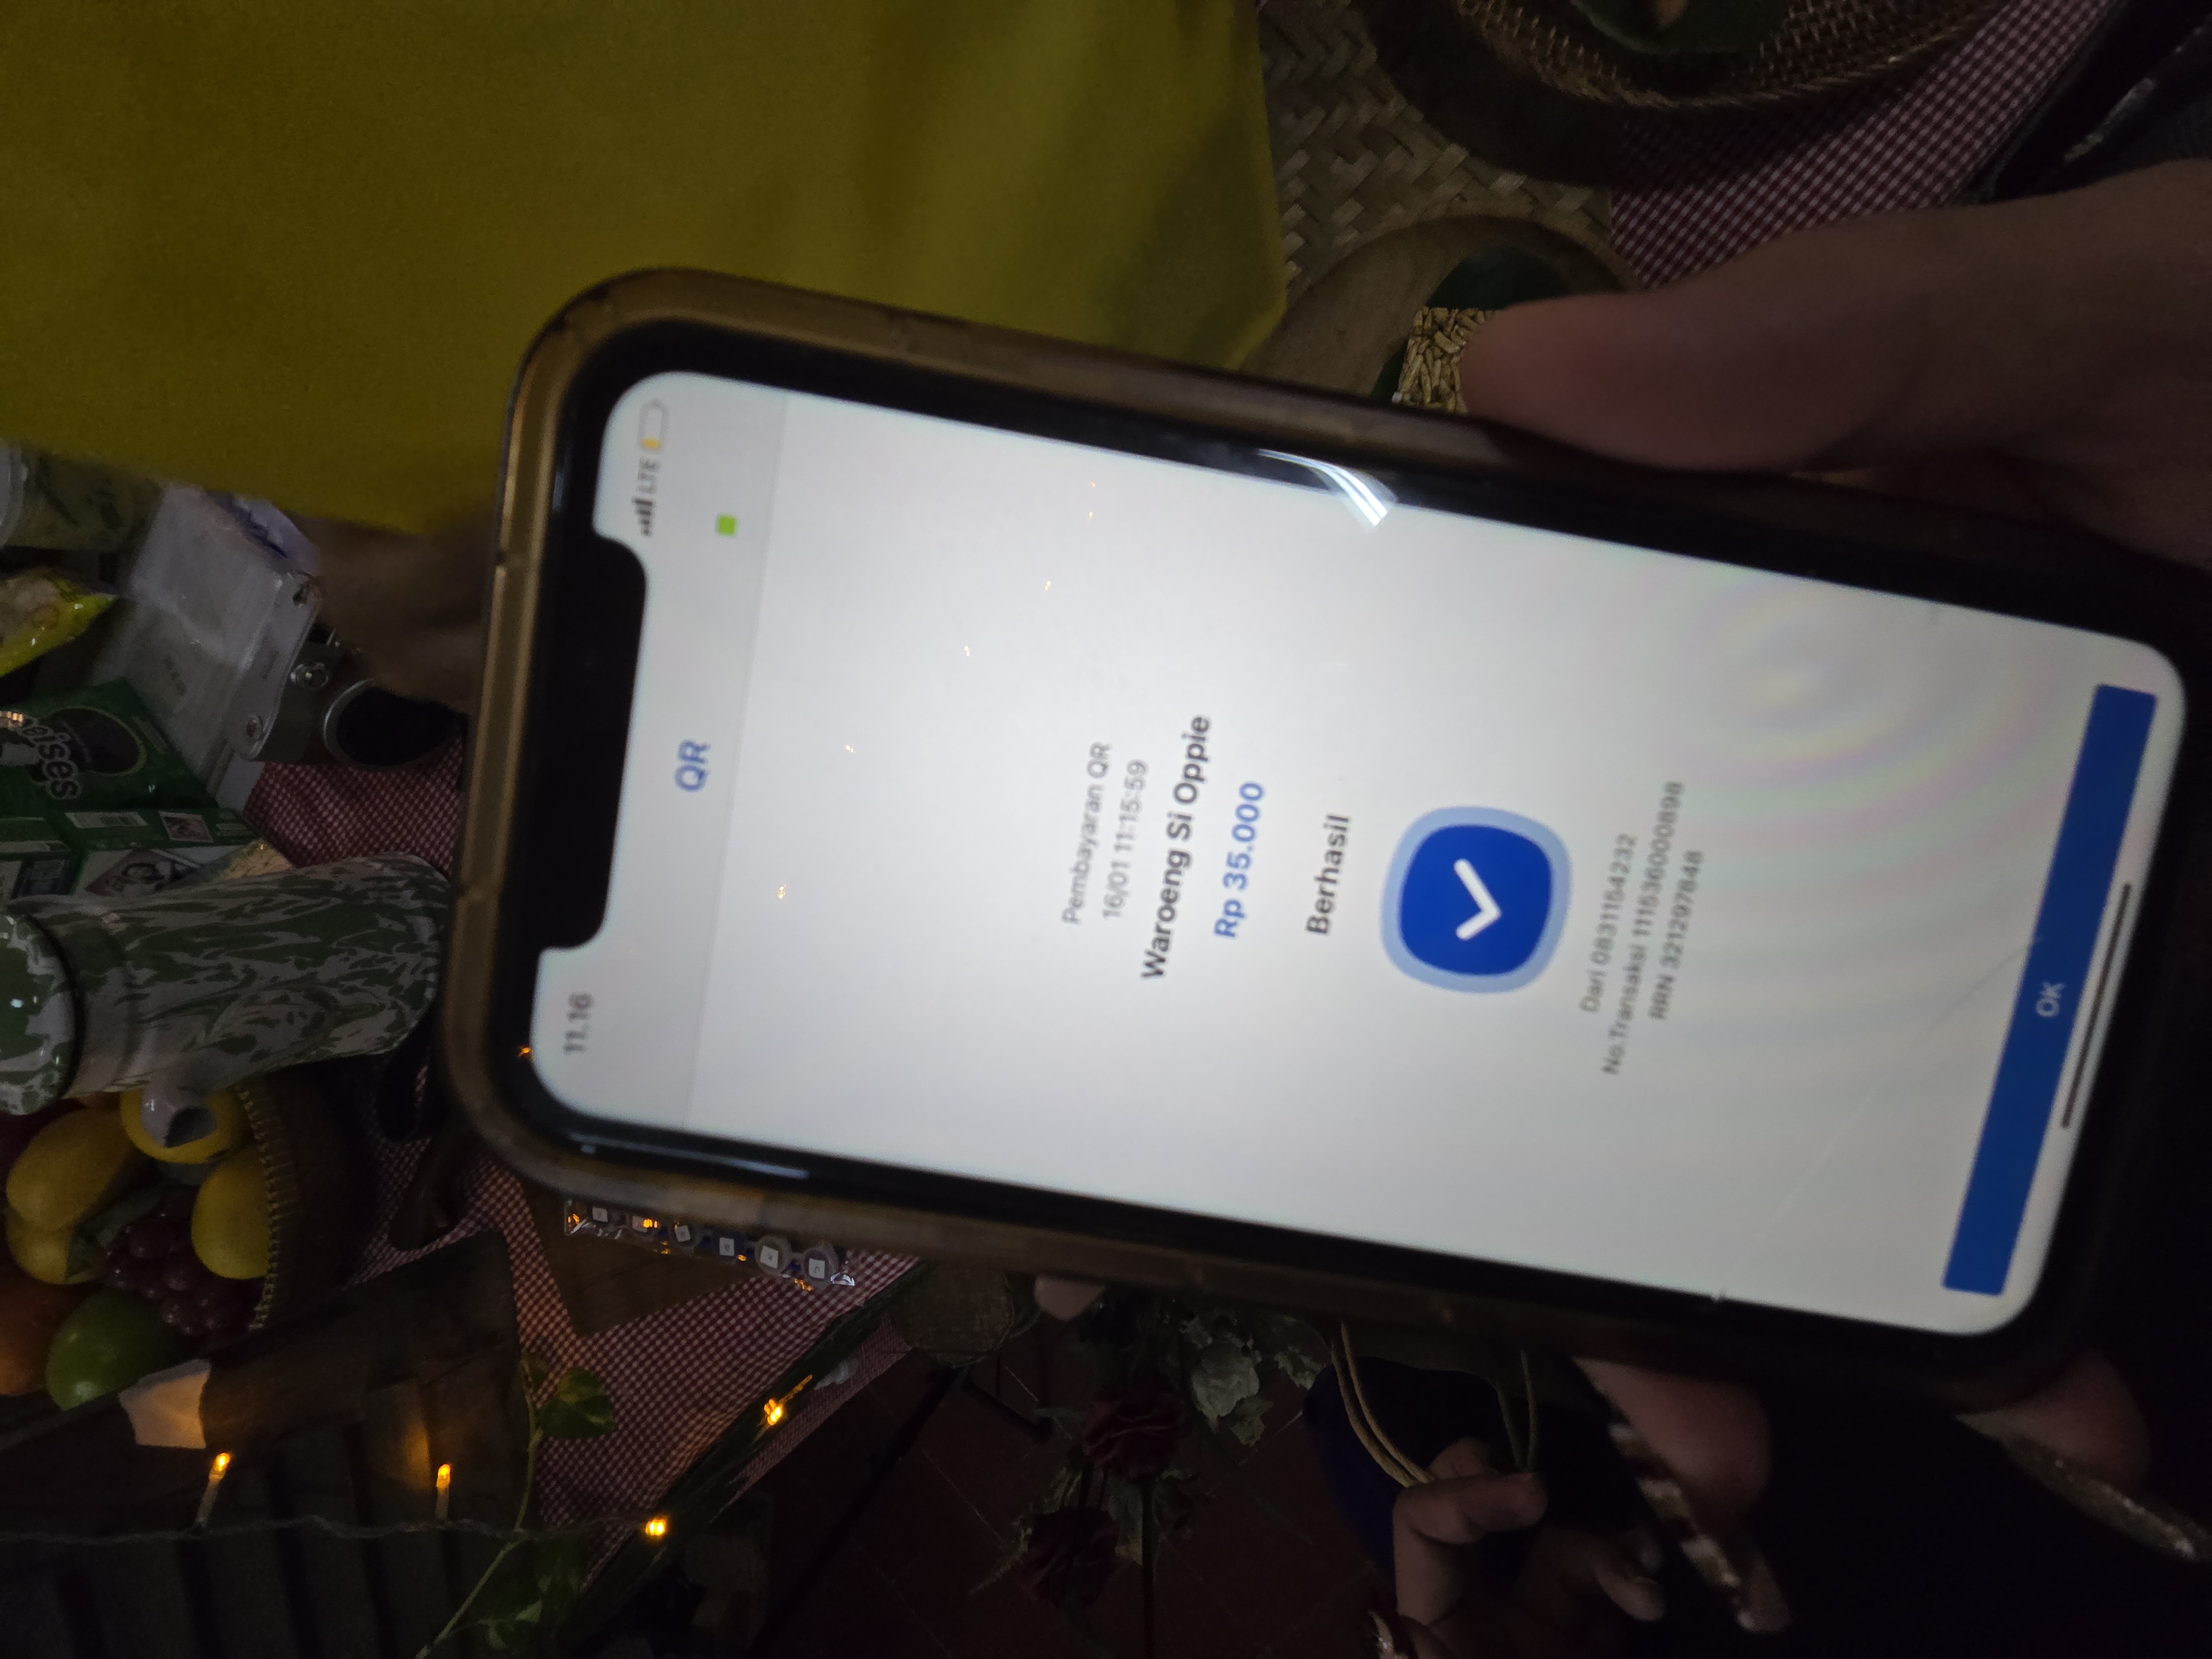 eises
11.16
LTE
QR
Pembayaran QR
16/01 11:15:59
Waroeng Si Oppie
Rp 35.000
Berhasil
Dari 0831154232
No.Transaksi 111536000898
RRN 321297848
OK